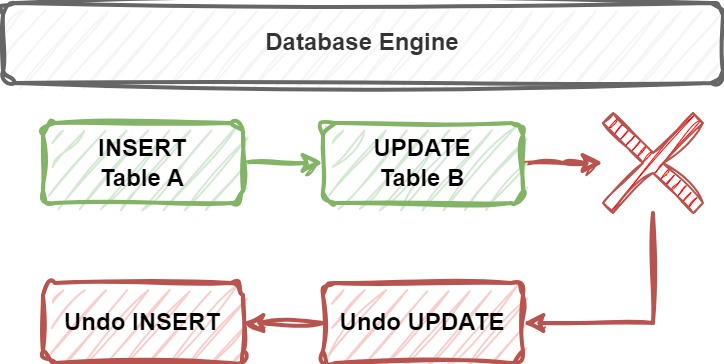 Database Engine
INSERT
Table A
UPDATE
Table B
Undo INSERT
Undo UPDATE